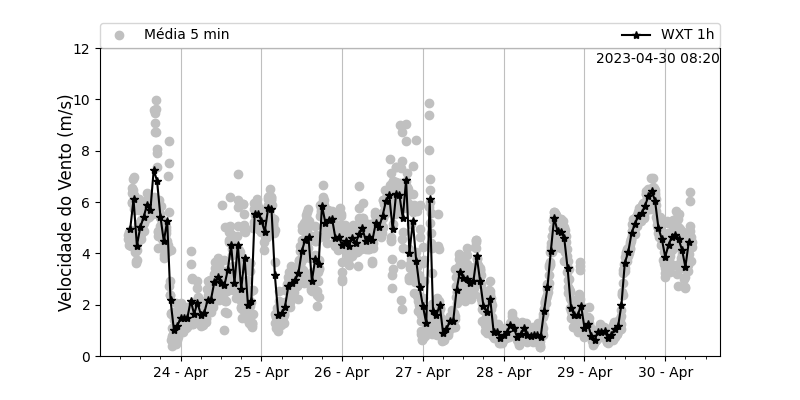 Média 5 min
WXT 1h
2023-04-30 08:20
Velocidade do Vento (m/s)
12
10
8
6
4
2
0
24 - Apr
25 - Apr
26 - Apr
27 - Apr
28 - Apr
29 - Apr
30 - Apr